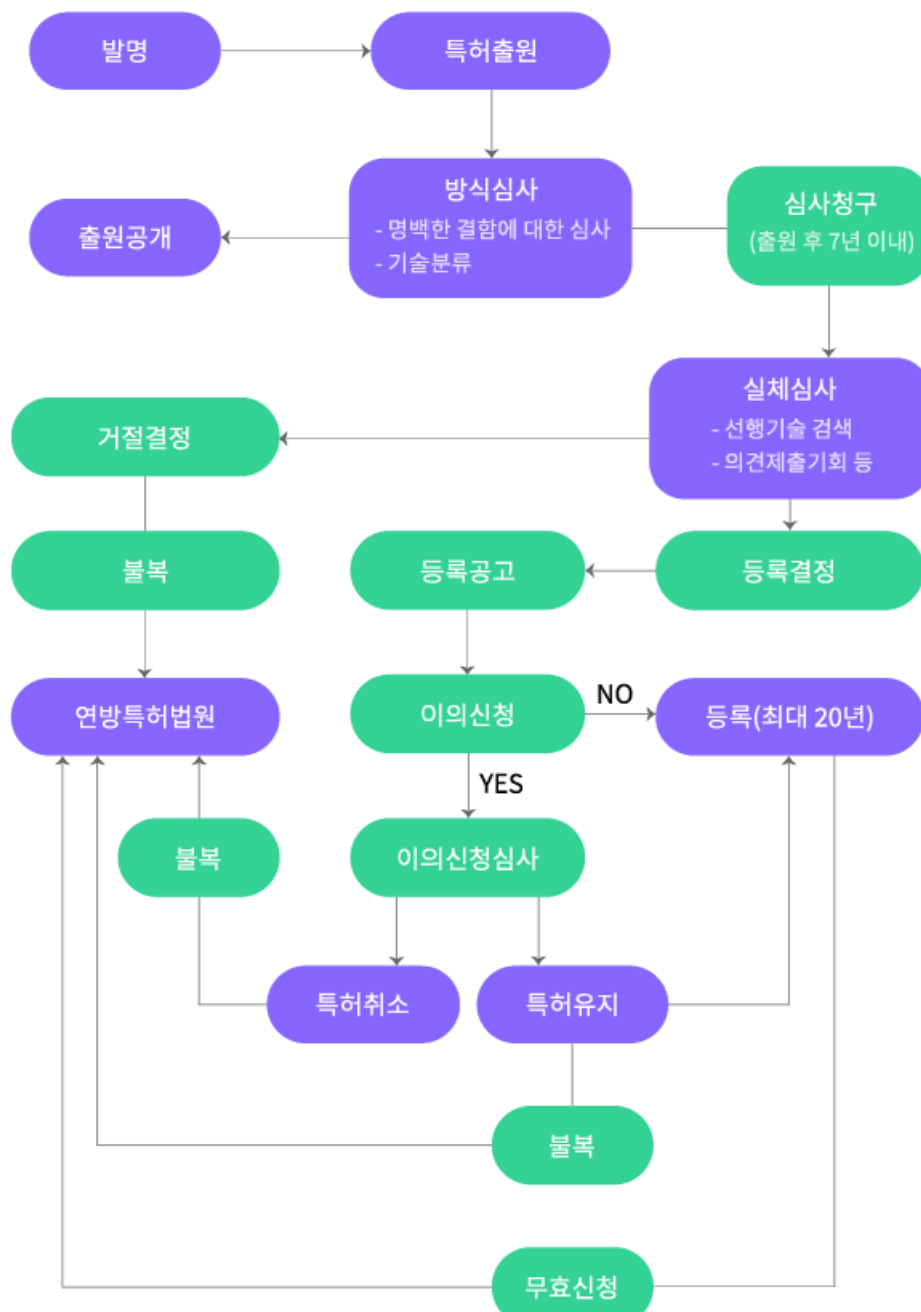 발명
특허출원
방식심사
- 명백한 결함에 대한 심사
- 기술분류
출원공개
심사청구
(출원 후 7년 이내)
실체심사
- 선행기술 검색
- 의견제출기회 등
거절결정
불복
등록공고
등록결정
연방특허법원
이의신청
NO
등록(최대 20년)
YES
불복
이의신청심사
특허취소
특허유지
불복
무효신청